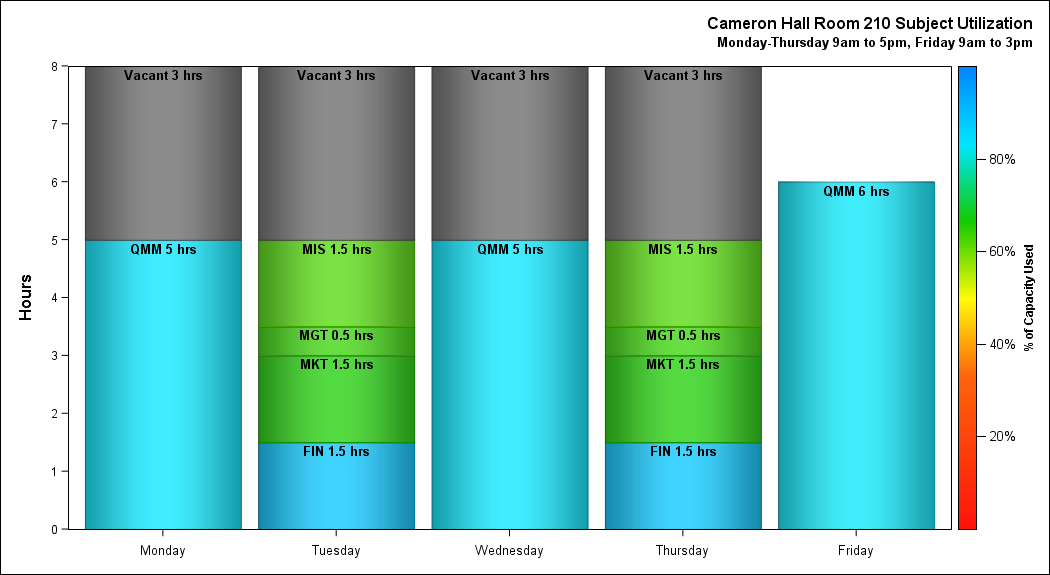 Cameron Hall Room 210 Subject Utilization
Monday-Thursday 9am to 5pm, Friday 9am to 3pm
Hours
8
7
6
5
4
3
2
1
0
Vacant 3 hrs
QMM 5 hrs
Vacant 3 hrs
MIS 1.5 hrs
MGT 0.5 hrs
MKT 1.5 hrs
FIN 1.5 hrs
Vacant 3 hrs
QMM 5 hrs
Vacant 3 hrs
MIS 1.5 hrs
MGT 0.5 hrs
MKT 1.5 hrs
FIN 1.5 hrs
QMM 6 hrs
Monday Tuesday Wednesday Thursday Friday
80%
60%
40%
20%
% of Capacity Used